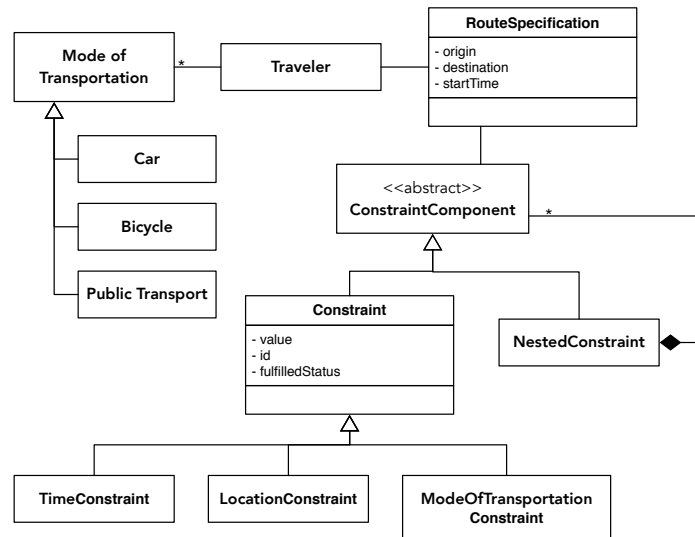 RouteSpecification
- origin
- destination
- startTime
Mode of
Transportation
*
Traveler
Car
Bicycle
Public Transport
<<abstract>>
ConstraintComponent
*
Constraint
- value
- id
- fulfilledStatus
NestedConstraint
TimeConstraint
LocationConstraint
ModeOfTransportation
Constraint